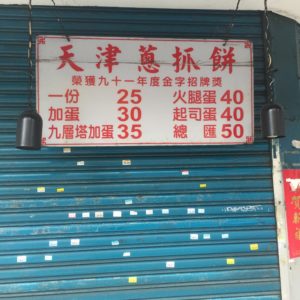 天津蔥抓餅
榮獲九十一年度金字招牌獎
一份 25 火腿蛋 40
加蛋 30 起司蛋 40
九層塔加蛋 35 總匯 50